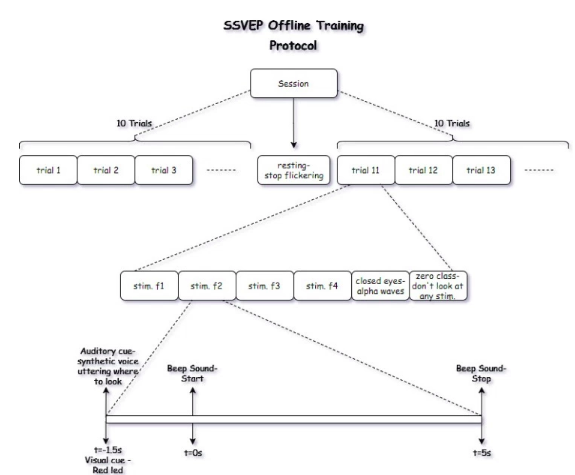 SSVEP Offline Training
Protocol
Session
10 Trials
10 Trials
trial 1
trial 2
trial 3
resting-
stop flickering
trial 11
trial 12
trial 13
stim. f1
stim. f2
stim. f3
stim. f4
closed eyes-
alpha waves
zero class-
don't look at
any stim.
Auditory cue-
synthetic voice
uttering where
to look
Beep Sound-
Start
Beep Sound-
Stop
t=-1.5s
Visual cue -
Red led
t=0s
t=5s